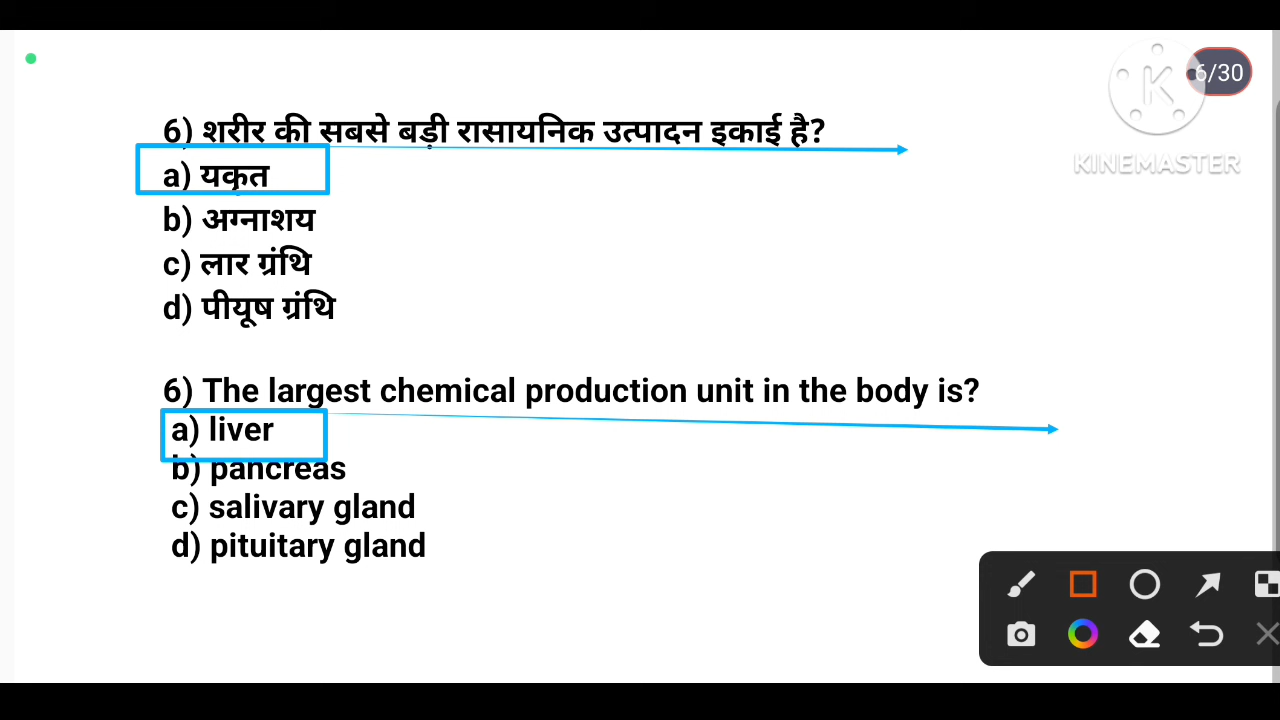 6/30
KINEMASTER
6) शरीर की सबसे बड़ी रासायनिक उत्पादन इकाई है?
a) यकृत
b) अग्नाशय
c) लार ग्रंथि
d) पीयूष ग्रंथि
6) The largest chemical production unit in the body is?
a) liver
b) pancreas
c) salivary gland
d) pituitary gland